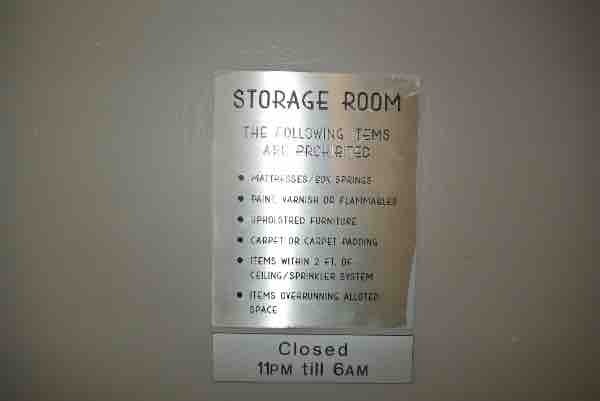 STORAGE ROOM
THE FOLLOWING ITEMS
ARE PROHIBITED
• MATTRESSES/BOX SPRINGS
• PAINT, VARNISH OR FLAMMABLES
• UPHOLSTRED FURNITURE
• CARPET OR CARPET PADDING
• ITEMS WITHIN 2 FT. OF
CEILING/SPRINKLER SYSTEM
• ITEMS OVERRUNNING ALLOTED
SPACE
Closed
11PM till 6AM